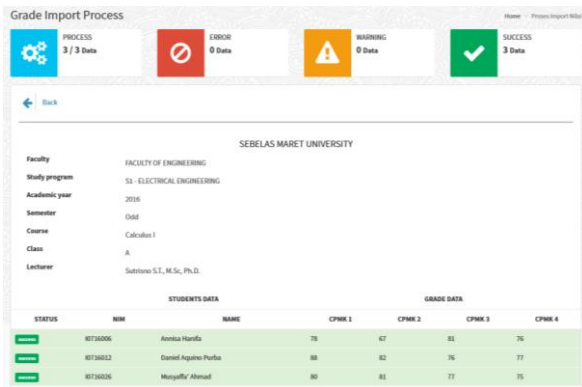 Grade Import Process
Home Proses Import Nilai
PROCESS
3 / 3 Data
ERROR
0 Data
WARNING
0 Data
SUCCESS
3 Data
Back
SEBELAS MARET UNIVERSITY
Faculty FACULTY OF ENGINEERING
Study program S1 - ELECTRICAL ENGINEERING
Academic year 2016
Semester Odd
Course Calculus I
Class A
Lecturer Sutrisno S.T., M.Sc, Ph.D.
STUDENTS DATA GRADE DATA
STATUS NIM NAME CPMK 1 CPMK 2 CPMK 3 CPMK 4
I0716006 Annisa Hanifa 78 67 81 76
I0716012 Daniel Aquino Purba 88 82 76 77
I0716026 Musyaffa' Ahmad 80 81 77 75